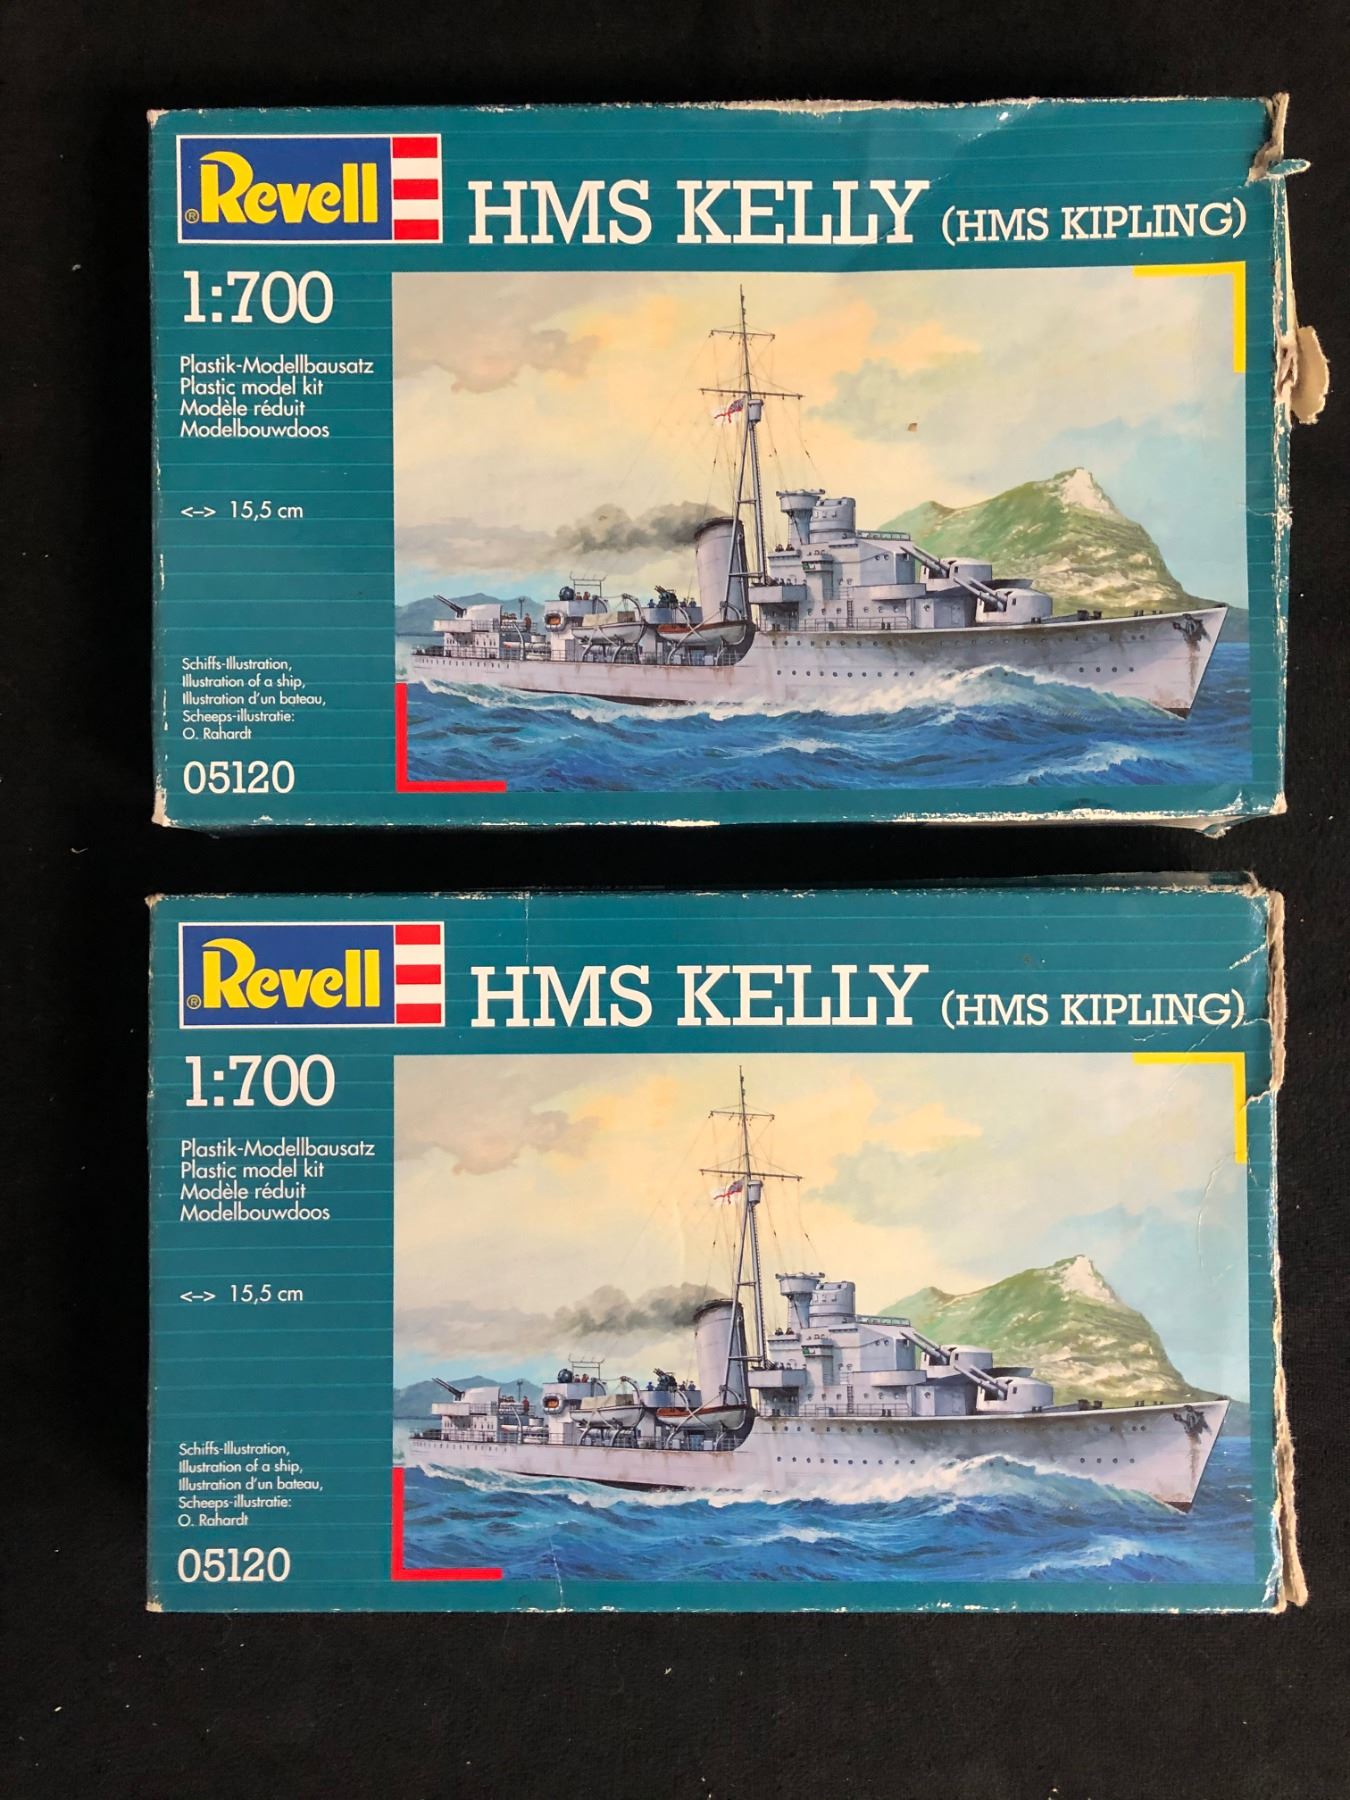 ® Revell
HMS KELLY (HMS KIPLING)
1:700
Plastik-Modellbausatz
Plastic model kit
Modèle réduit
Modelbouwdoos
<-> 15,5 cm
Schiffs-Illustration,
Illustration of a ship,
Illustration d'un bateau,
Scheeps-illustratie:
O. Rahardt
05120
® Revell
HMS KELLY (HMS KIPLING)
1:700
Plastik-Modellbausatz
Plastic model kit
Modèle réduit
Modelbouwdoos
<-> 15,5 cm
Schiffs-Illustration,
Illustration of a ship,
Illustration d'un bateau,
Scheeps-illustratie:
O. Rahardt
05120